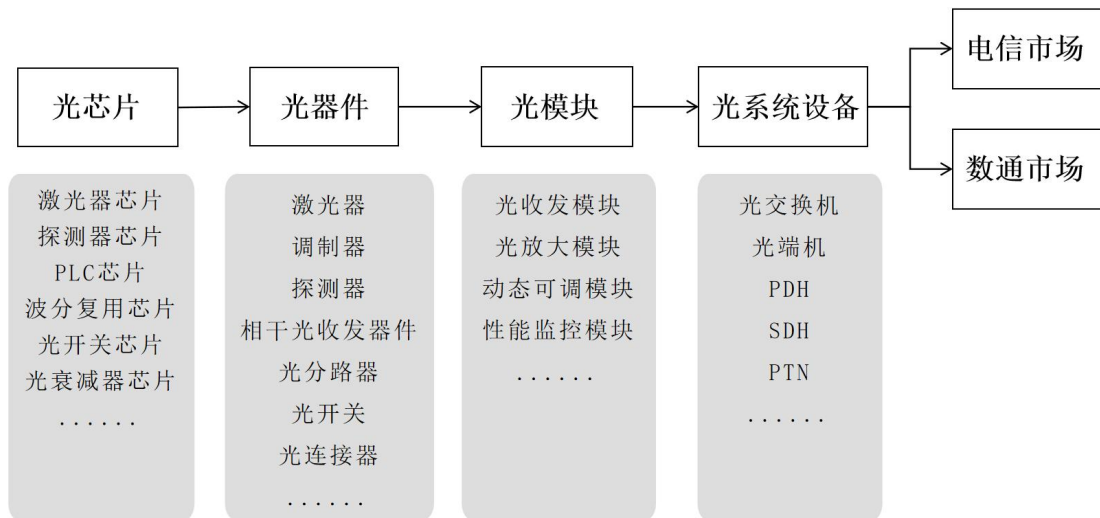 光芯片
光器件
光模块
光系统设备
电信市场
数通市场
激光器芯片
探测器芯片
PLC芯片
波分复用芯片
光开关芯片
光衰减器芯片
......
激光器
调制器
探测器
相干光收发器件
光分路器
光开关
光连接器
......
光收发模块
光放大模块
动态可调模块
性能监控模块
......
光交换机
光端机
PDH
SDH
PTN
......